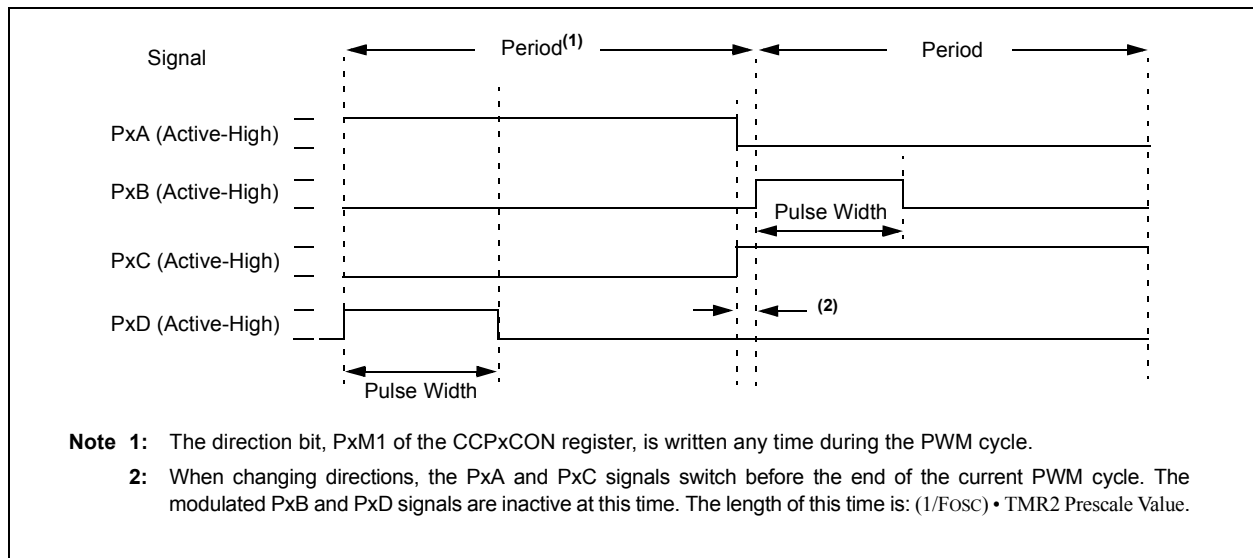 Signal
Period(1)
Period
PxA (Active-High)
PxB (Active-High)
Pulse Width
PxC (Active-High)
(2)
PxD (Active-High)
Pulse Width
Note 1: The direction bit, PxM1 of the CCPxCON register, is written any time during the PWM cycle.
2: When changing directions, the PxA and PxC signals switch before the end of the current PWM cycle. The
modulated PxB and PxD signals are inactive at this time. The length of this time is: (1/FOSC) • TMR2 Prescale Value.